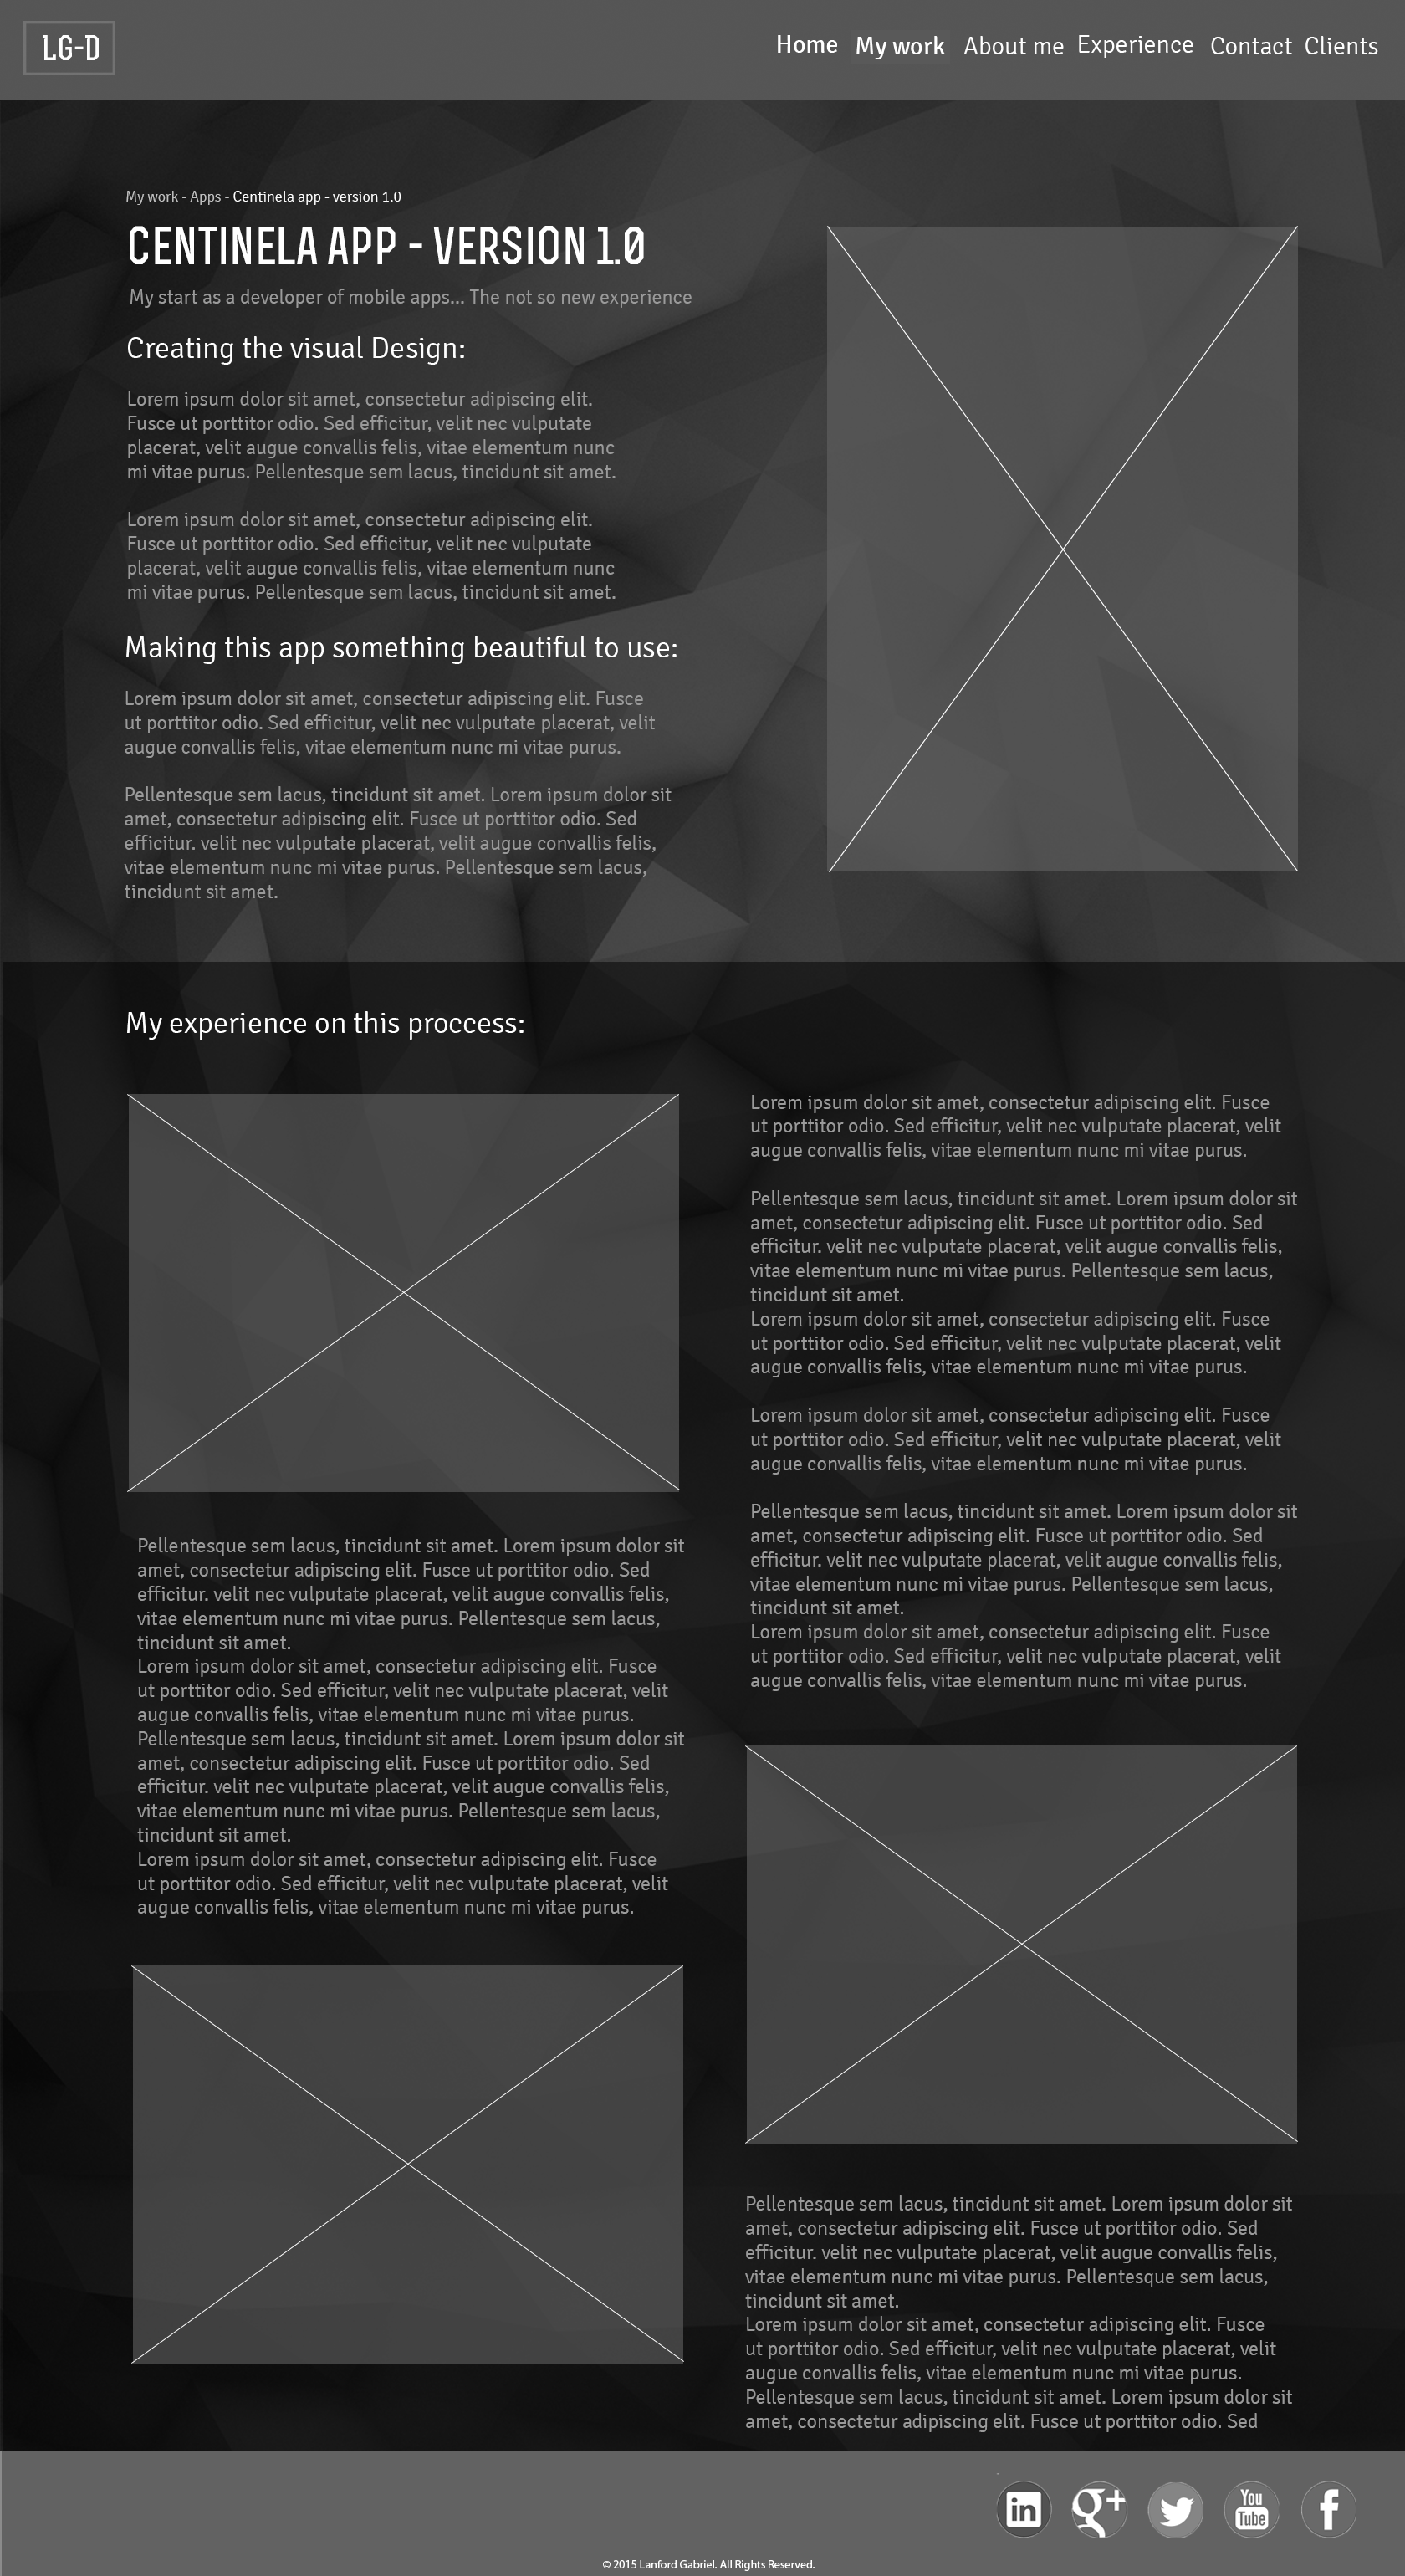 LG-D
Home My work About me Experience Contact Clients
My work - Apps - Centinela app - version 1.0
CENTINELA APP - VERSION 1.0
My start as a developer of mobile apps... The not so new experience
Creating the visual Design:
Lorem ipsum dolor sit amet, consectetur adipiscing elit.
Fusce ut porttitor odio. Sed efficitur, velit nec vulputate
placerat, velit augue convallis felis, vitae elementum nunc
mi vitae purus. Pellentesque sem lacus, tincidunt sit amet.
Lorem ipsum dolor sit amet, consectetur adipiscing elit.
Fusce ut porttitor odio. Sed efficitur, velit nec vulputate
placerat, velit augue convallis felis, vitae elementum nunc
mi vitae purus. Pellentesque sem lacus, tincidunt sit amet.
Making this app something beautiful to use:
Lorem ipsum dolor sit amet, consectetur adipiscing elit. Fusce
ut porttitor odio. Sed efficitur, velit nec vulputate placerat, velit
augue convallis felis, vitae elementum nunc mi vitae purus.
Pellentesque sem lacus, tincidunt sit amet. Lorem ipsum dolor sit
amet, consectetur adipiscing elit. Fusce ut porttitor odio. Sed
efficitur. velit nec vulputate placerat, velit augue convallis felis,
vitae elementum nunc mi vitae purus. Pellentesque sem lacus,
tincidunt sit amet.
My experience on this proccess:
Pellentesque sem lacus, tincidunt sit amet. Lorem ipsum dolor sit
amet, consectetur adipiscing elit. Fusce ut porttitor odio. Sed
efficitur. velit nec vulputate placerat, velit augue convallis felis,
vitae elementum nunc mi vitae purus. Pellentesque sem lacus,
tincidunt sit amet.
Lorem ipsum dolor sit amet, consectetur adipiscing elit. Fusce
ut porttitor odio. Sed efficitur, velit nec vulputate placerat, velit
augue convallis felis, vitae elementum nunc mi vitae purus.
Pellentesque sem lacus, tincidunt sit amet. Lorem ipsum dolor sit
amet, consectetur adipiscing elit. Fusce ut porttitor odio. Sed
efficitur. velit nec vulputate placerat, velit augue convallis felis,
vitae elementum nunc mi vitae purus. Pellentesque sem lacus,
tincidunt sit amet.
Lorem ipsum dolor sit amet, consectetur adipiscing elit. Fusce
ut porttitor odio. Sed efficitur, velit nec vulputate placerat, velit
augue convallis felis, vitae elementum nunc mi vitae purus.
Lorem ipsum dolor sit amet, consectetur adipiscing elit. Fusce
ut porttitor odio. Sed efficitur, velit nec vulputate placerat, velit
augue convallis felis, vitae elementum nunc mi vitae purus.
Pellentesque sem lacus, tincidunt sit amet. Lorem ipsum dolor sit
amet, consectetur adipiscing elit. Fusce ut porttitor odio. Sed
efficitur. velit nec vulputate placerat, velit augue convallis felis,
vitae elementum nunc mi vitae purus. Pellentesque sem lacus,
tincidunt sit amet.
Lorem ipsum dolor sit amet, consectetur adipiscing elit. Fusce
ut porttitor odio. Sed efficitur, velit nec vulputate placerat, velit
augue convallis felis, vitae elementum nunc mi vitae purus.
Lorem ipsum dolor sit amet, consectetur adipiscing elit. Fusce
ut porttitor odio. Sed efficitur, velit nec vulputate placerat, velit
augue convallis felis, vitae elementum nunc mi vitae purus.
Pellentesque sem lacus, tincidunt sit amet. Lorem ipsum dolor sit
amet, consectetur adipiscing elit. Fusce ut porttitor odio. Sed
efficitur. velit nec vulputate placerat, velit augue convallis felis,
vitae elementum nunc mi vitae purus. Pellentesque sem lacus,
tincidunt sit amet.
Lorem ipsum dolor sit amet, consectetur adipiscing elit. Fusce
ut porttitor odio. Sed efficitur, velit nec vulputate placerat, velit
augue convallis felis, vitae elementum nunc mi vitae purus.
Pellentesque sem lacus, tincidunt sit amet. Lorem ipsum dolor sit
amet, consectetur adipiscing elit. Fusce ut porttitor odio. Sed
efficitur. velit nec vulputate placerat, velit augue convallis felis,
vitae elementum nunc mi vitae purus. Pellentesque sem lacus,
tincidunt sit amet.
Lorem ipsum dolor sit amet, consectetur adipiscing elit. Fusce
ut porttitor odio. Sed efficitur, velit nec vulputate placerat, velit
augue convallis felis, vitae elementum nunc mi vitae purus.
Pellentesque sem lacus, tincidunt sit amet. Lorem ipsum dolor sit
amet, consectetur adipiscing elit. Fusce ut porttitor odio. Sed
in g+ You f
Tube
© 2015 Lanford Gabriel. All Rights Reserved.